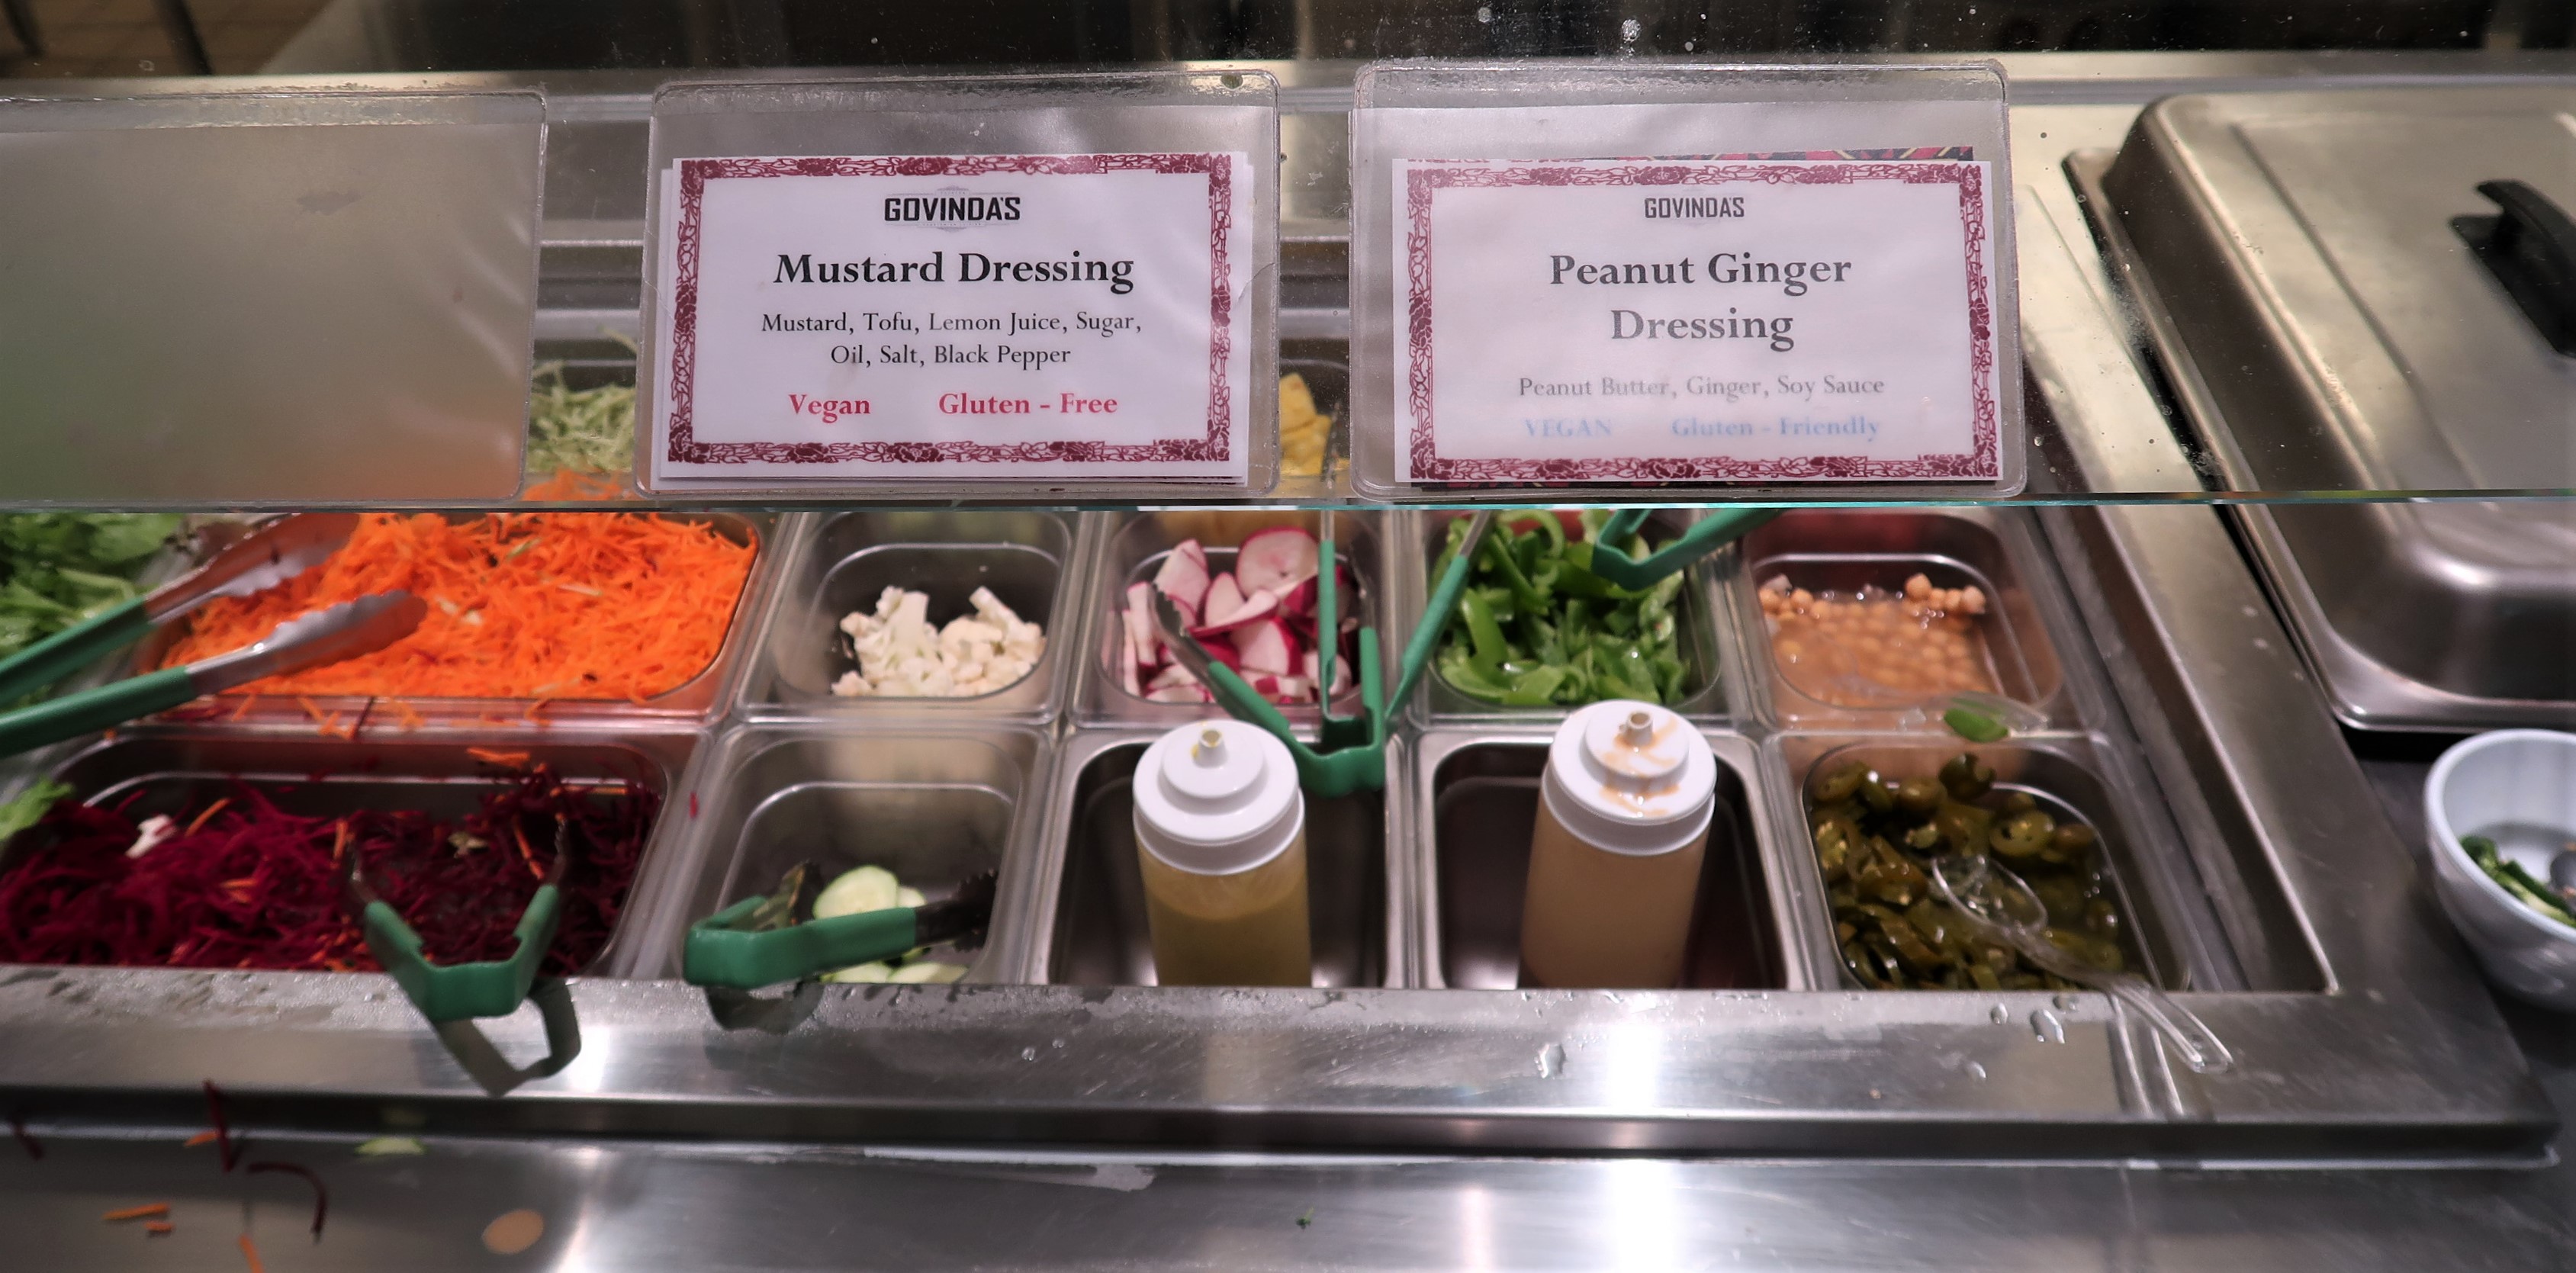 GOVINDA'S
Mustard Dressing
Mustard, Tofu, Lemon Juice, Sugar,
Oil, Salt, Black Pepper
Vegan Gluten - Free
GOVINDA'S
Peanut Ginger
Dressing
Peanut Butter, Ginger, Soy Sauce
VEGAN Gluten - Friendly